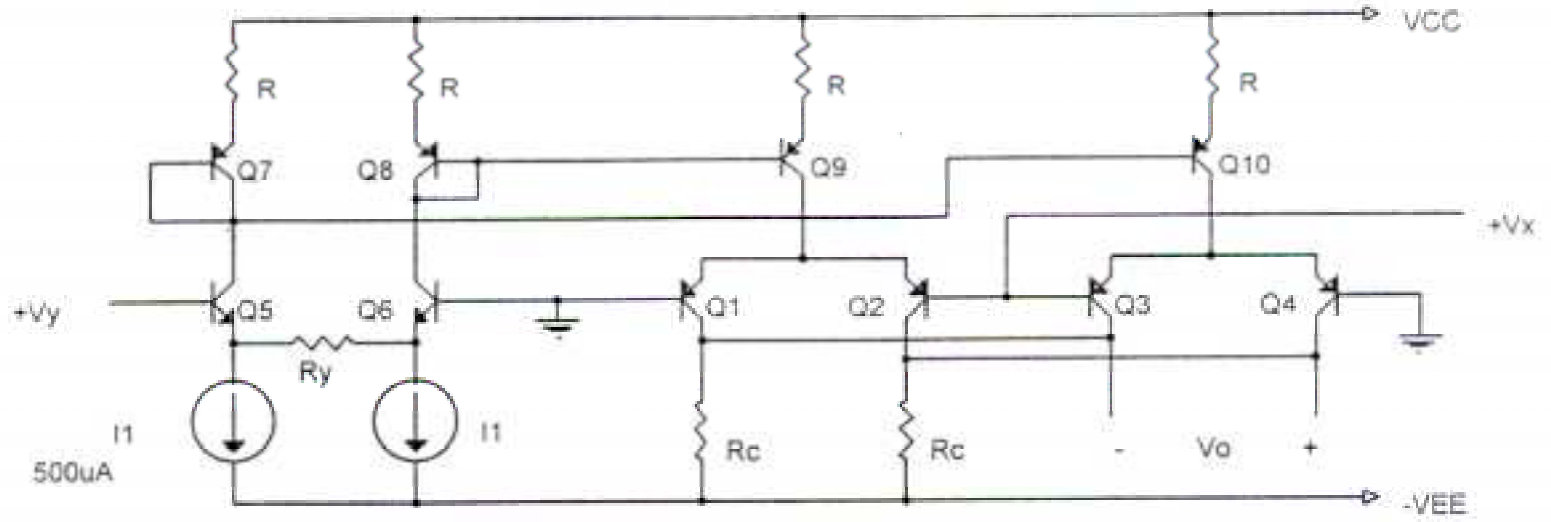 VCC
R R R R
Q7 Q8 Q9 Q10
+Vx
+Vy Q5 Q6 Q1 Q2 Q3 Q4
Ry
I1 I1 Rc Rc - Vo +
500uA
-VEE